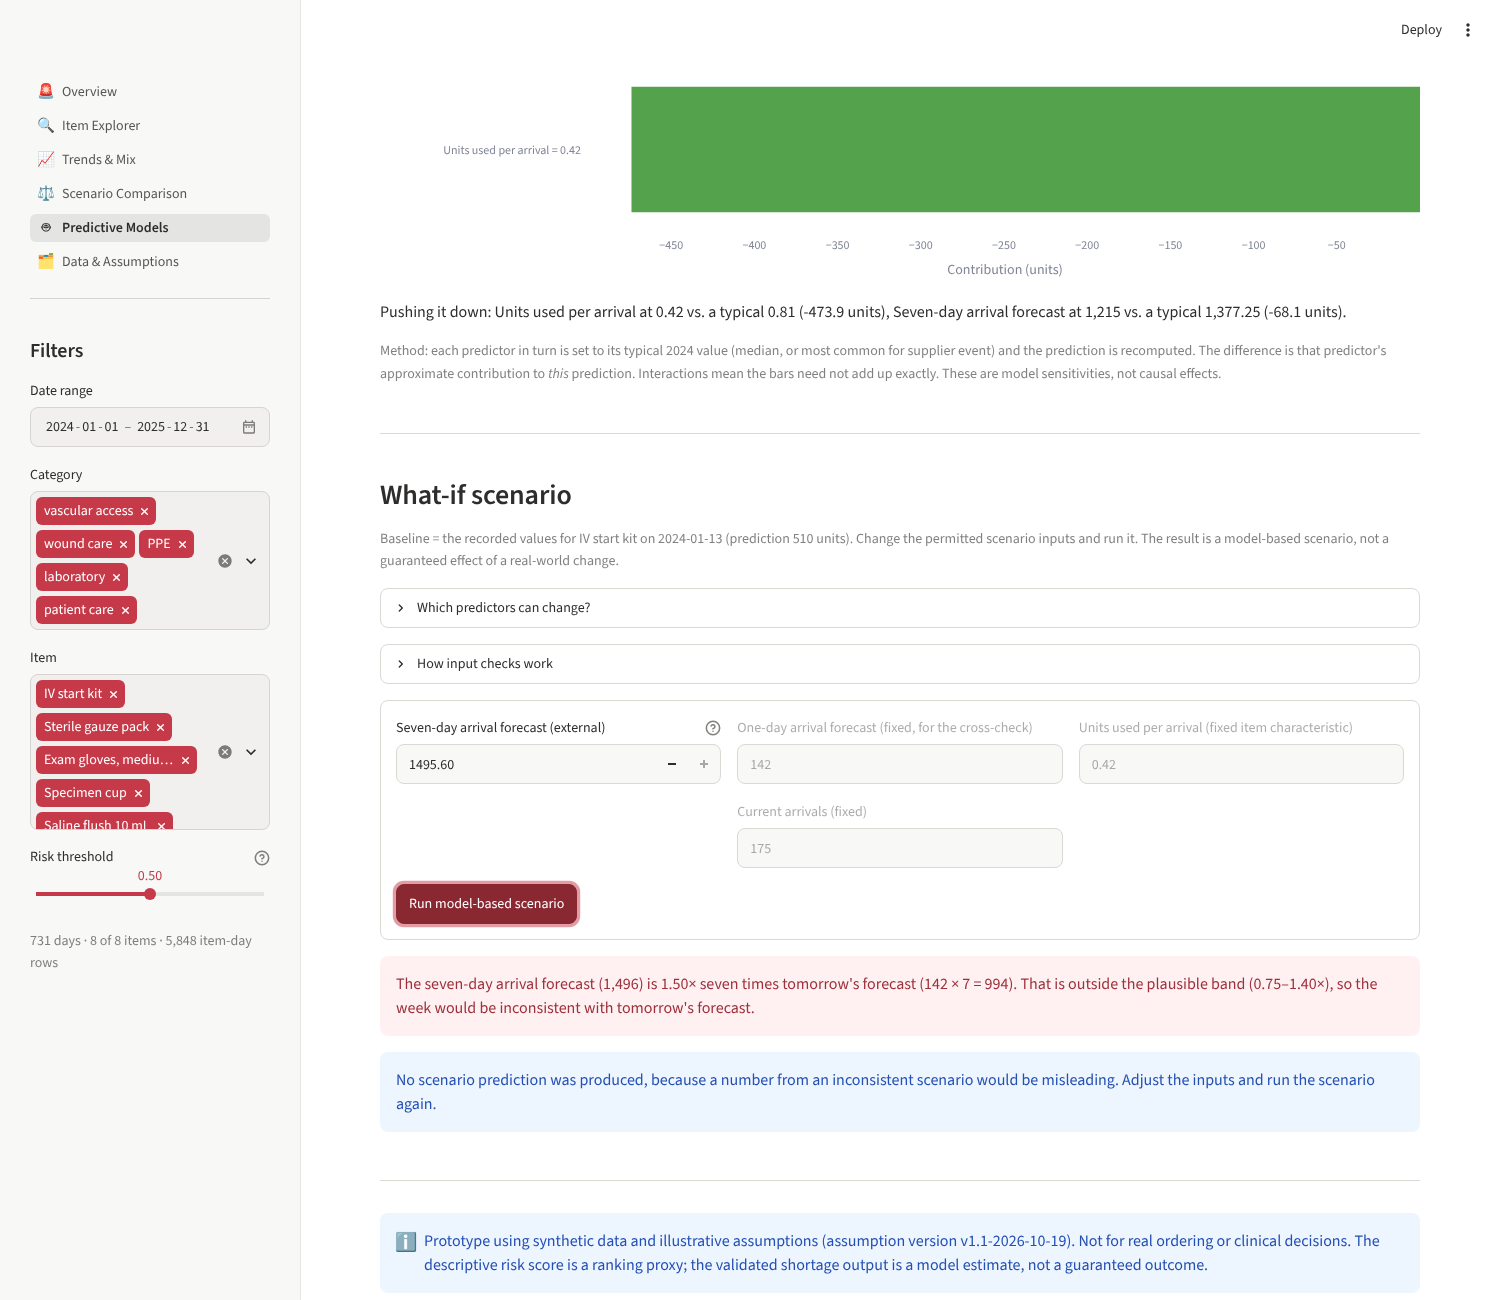 Deploy
Overview
Item Explorer
Trends & Mix
Scenario Comparison
Predictive Models
Data & Assumptions
Filters
Date range
2024-01-01 – 2025-12-31
Category
vascular access ×
wound care × PPE ×
laboratory ×
patient care ×
Item
IV start kit ×
Sterile gauze pack ×
Exam gloves, mediu... ×
Specimen cup ×
Saline flush 10 mL ×
Risk threshold
0.50
731 days · 8 of 8 items · 5,848 item-day
rows
Units used per arrival = 0.42
−450 −400 −350 −300 −250 −200 −150 −100 −50
Contribution (units)
Pushing it down: Units used per arrival at 0.42 vs. a typical 0.81 (-473.9 units), Seven-day arrival forecast at 1,215 vs. a typical 1,377.25 (-68.1 units).
Method: each predictor in turn is set to its typical 2024 value (median, or most common for supplier event) and the prediction is recomputed. The difference is that predictor's
approximate contribution to this prediction. Interactions mean the bars need not add up exactly. These are model sensitivities, not causal effects.
What-if scenario
Baseline = the recorded values for IV start kit on 2024-01-13 (prediction 510 units). Change the permitted scenario inputs and run it. The result is a model-based scenario, not a
guaranteed effect of a real-world change.
Which predictors can change?
How input checks work
Seven-day arrival forecast (external)
1495.60
One-day arrival forecast (fixed, for the cross-check)
142
Units used per arrival (fixed item characteristic)
0.42
Current arrivals (fixed)
175
Run model-based scenario
The seven-day arrival forecast (1,496) is 1.50× seven times tomorrow's forecast (142 × 7 = 994). That is outside the plausible band (0.75–1.40×), so the
week would be inconsistent with tomorrow's forecast.
No scenario prediction was produced, because a number from an inconsistent scenario would be misleading. Adjust the inputs and run the scenario
again.
Prototype using synthetic data and illustrative assumptions (assumption version v1.1-2026-10-19). Not for real ordering or clinical decisions. The
descriptive risk score is a ranking proxy; the validated shortage output is a model estimate, not a guaranteed outcome.